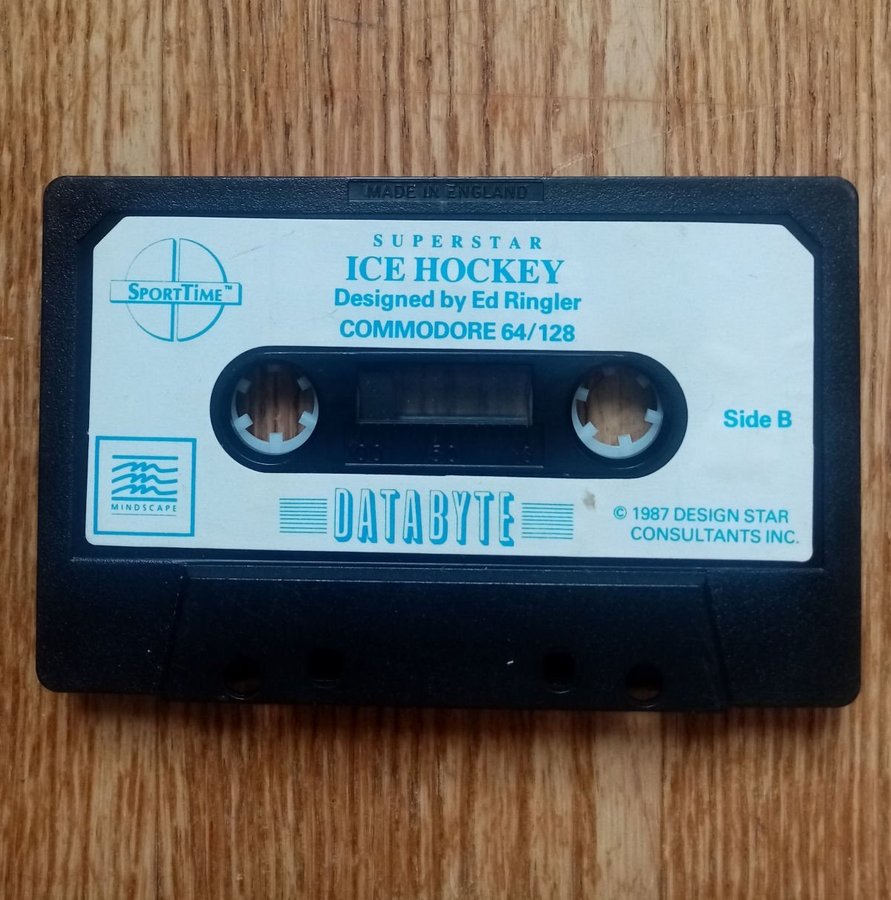 MADE IN ENGLAND
SUPERSTAR
ICE HOCKEY
Designed by Ed Ringler
COMMODORE 64/128
SPORTTIME™
Side B
MINDSCAPE
DATABYTE
© 1987 DESIGN STAR
CONSULTANTS INC.